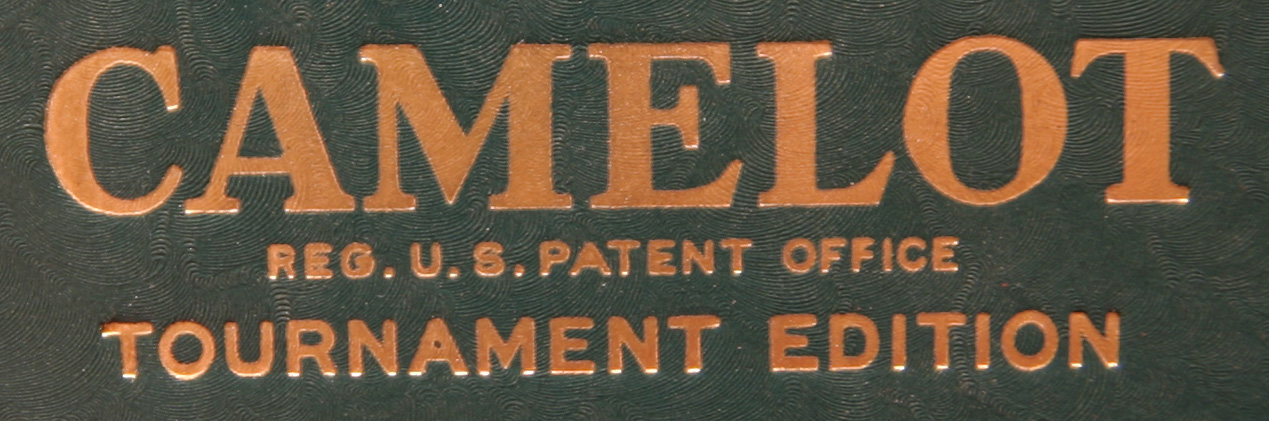 CAMELOT
REG. U.S. PATENT OFFICE
TOURNAMENT EDITION